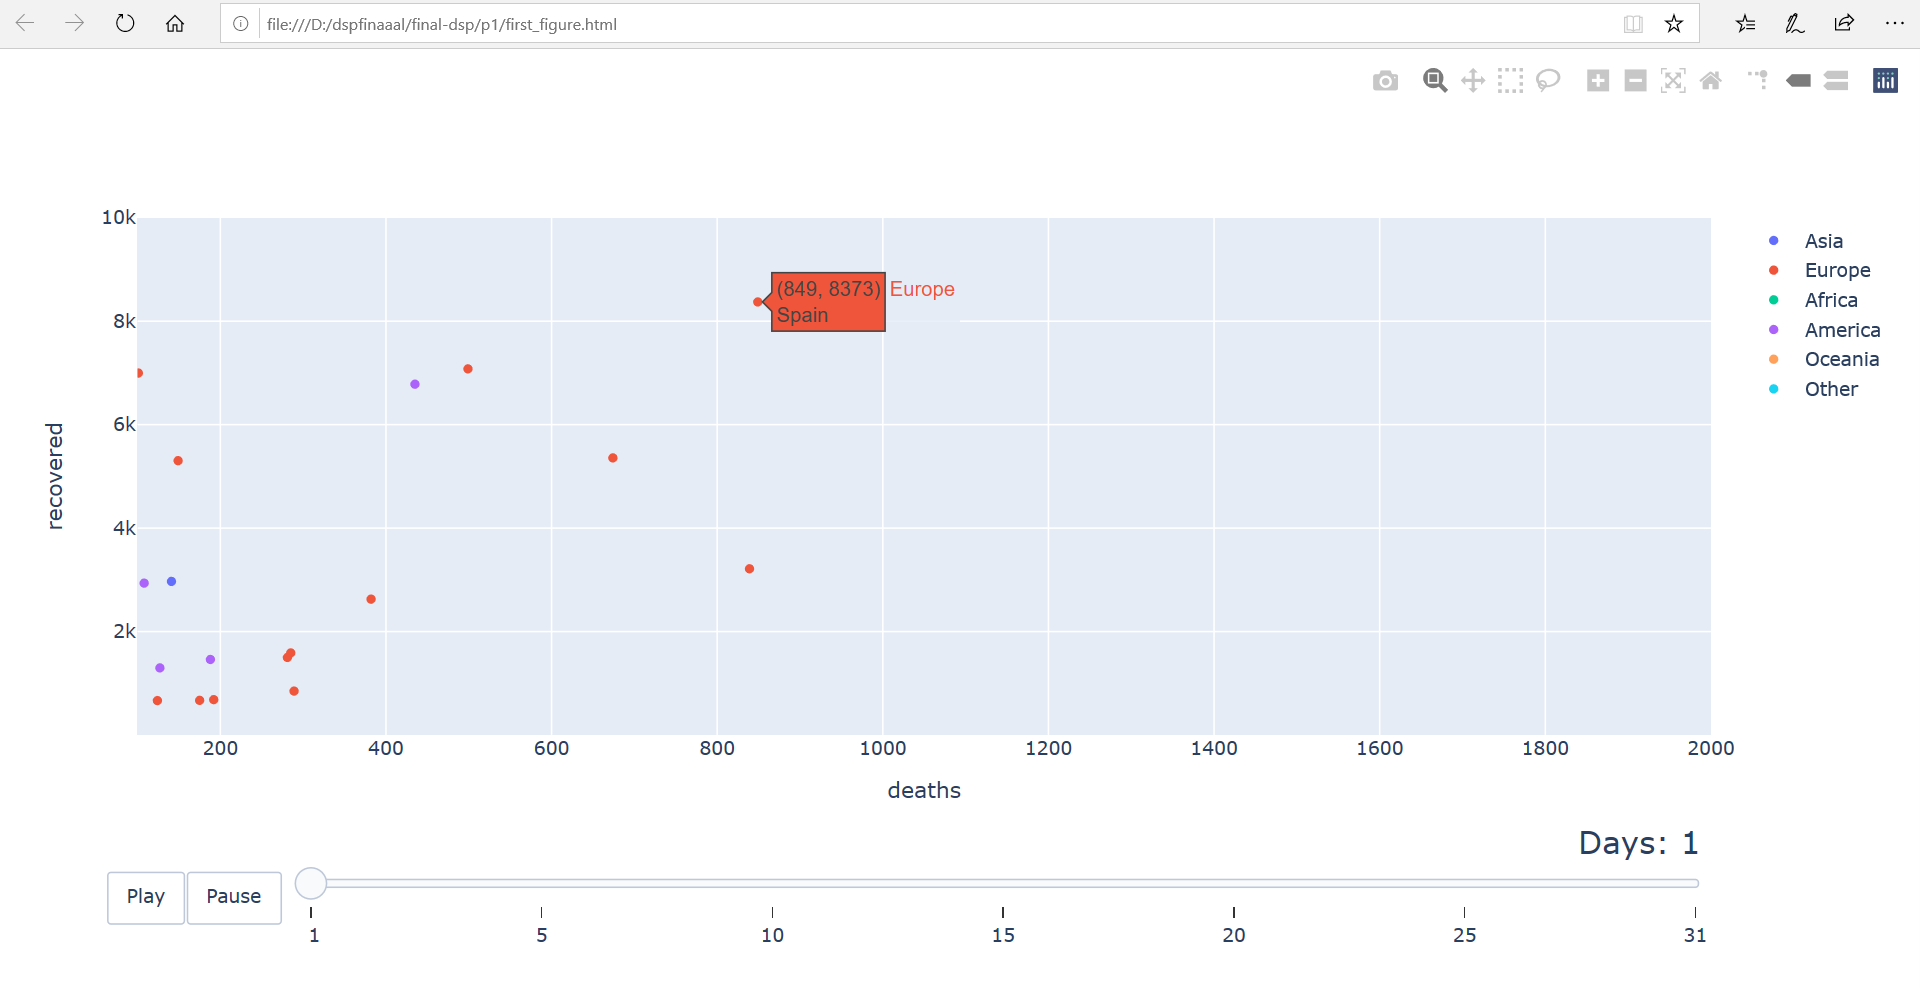 file:///D:/dspfinaaal/final-dsp/p1/first_figure.html
10k
8k
6k
4k
2k
recovered
(849, 8373) Europe
Spain
Asia
Europe
Africa
America
Oceania
Other
200 400 600 800 1000 1200 1400 1600 1800 2000
deaths
Days: 1
Play Pause
1 5 10 15 20 25 31